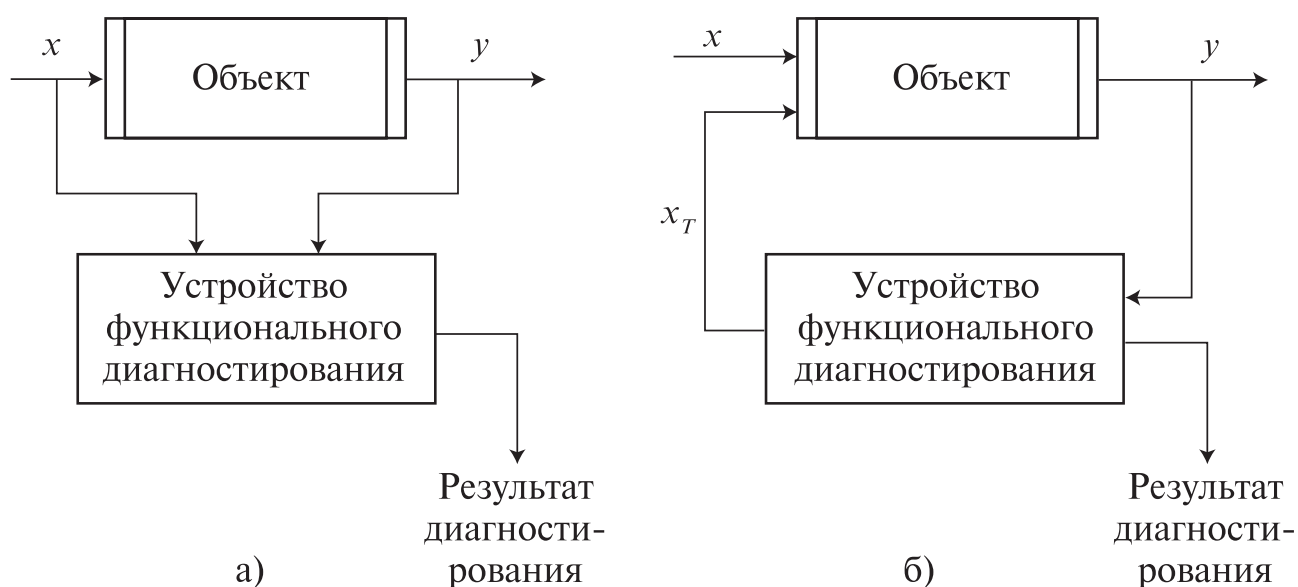 x
y
Объект
Устройство
функционального
диагностирования
Результат
диагности-
рования
а)
x
y
Объект
x_T
Устройство
функционального
диагностирования
Результат
диагности-
рования
б)